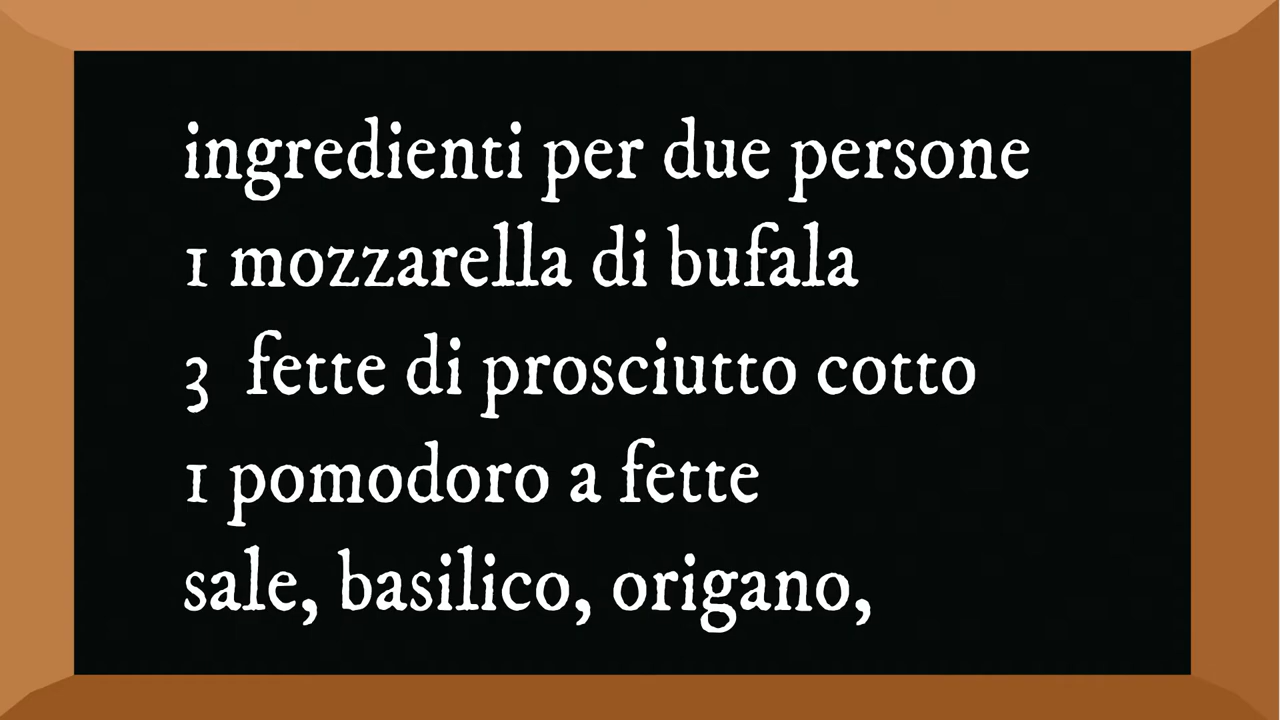 ingredienti per due persone
1 mozzarella di bufala
3 fette di prosciutto cotto
1 pomodoro a fette
sale, basilico, origano,